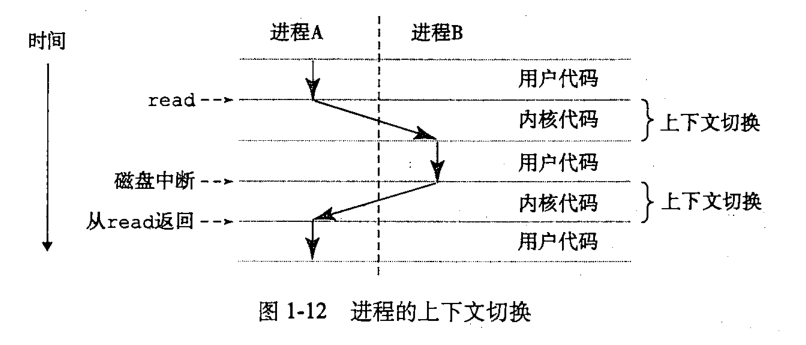 进程A 进程B
时间
用户代码
read
内核代码 上下文切换
用户代码
磁盘中断
内核代码 上下文切换
从read返回
用户代码
图 1-12 进程的上下文切换